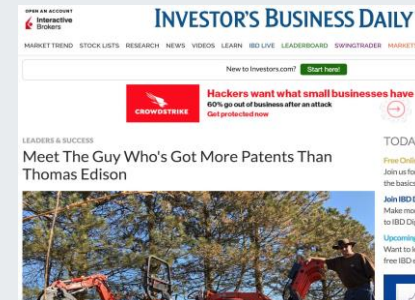 OPEN AN ACCOUNT
Interactive
Brokers
INVESTOR'S BUSINESS DAILY
MARKET TREND STOCK LISTS RESEARCH NEWS VIDEOS LEARN IBD LIVE LEADERBOARD SWINGTRADER
New to Investors.com? Start here!
CROWDSTRIKE
Hackers want what small businesses have
60% go out of business after an attack
Get protected now
LEADERS & SUCCESS
Meet The Guy Who's Got More Patents Than
Thomas Edison
TODA
Free Onli
Join us fo
the basics
Join IBD D
Make mo
to IBD Di
Upcoming
Want to
free IBD